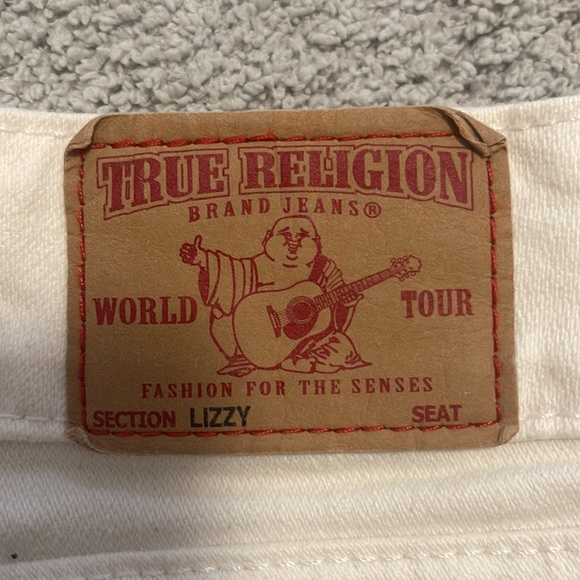 TRUE RELIGION
BRAND JEANS®
WORLD TOUR
FASHION FOR THE SENSES
SECTION LIZZY SEAT